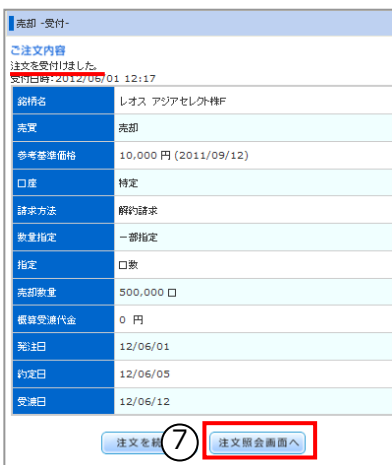 売却 -受付-
ご注文内容
注文を受付けました。
受付日時:2012/06/01 12:17
銘柄名 レオス アジアセレクト株F
売買 売却
参考基準価格 10,000 円 (2011/09/12)
口座 特定
請求方法 解約請求
数量指定 一部指定
指定 口数
売却数量 500,000 口
概算受渡代金 0 円
発注日 12/06/01
約定日 12/06/05
受渡日 12/06/12
注文を続 ⑦ 注文照会画面へ